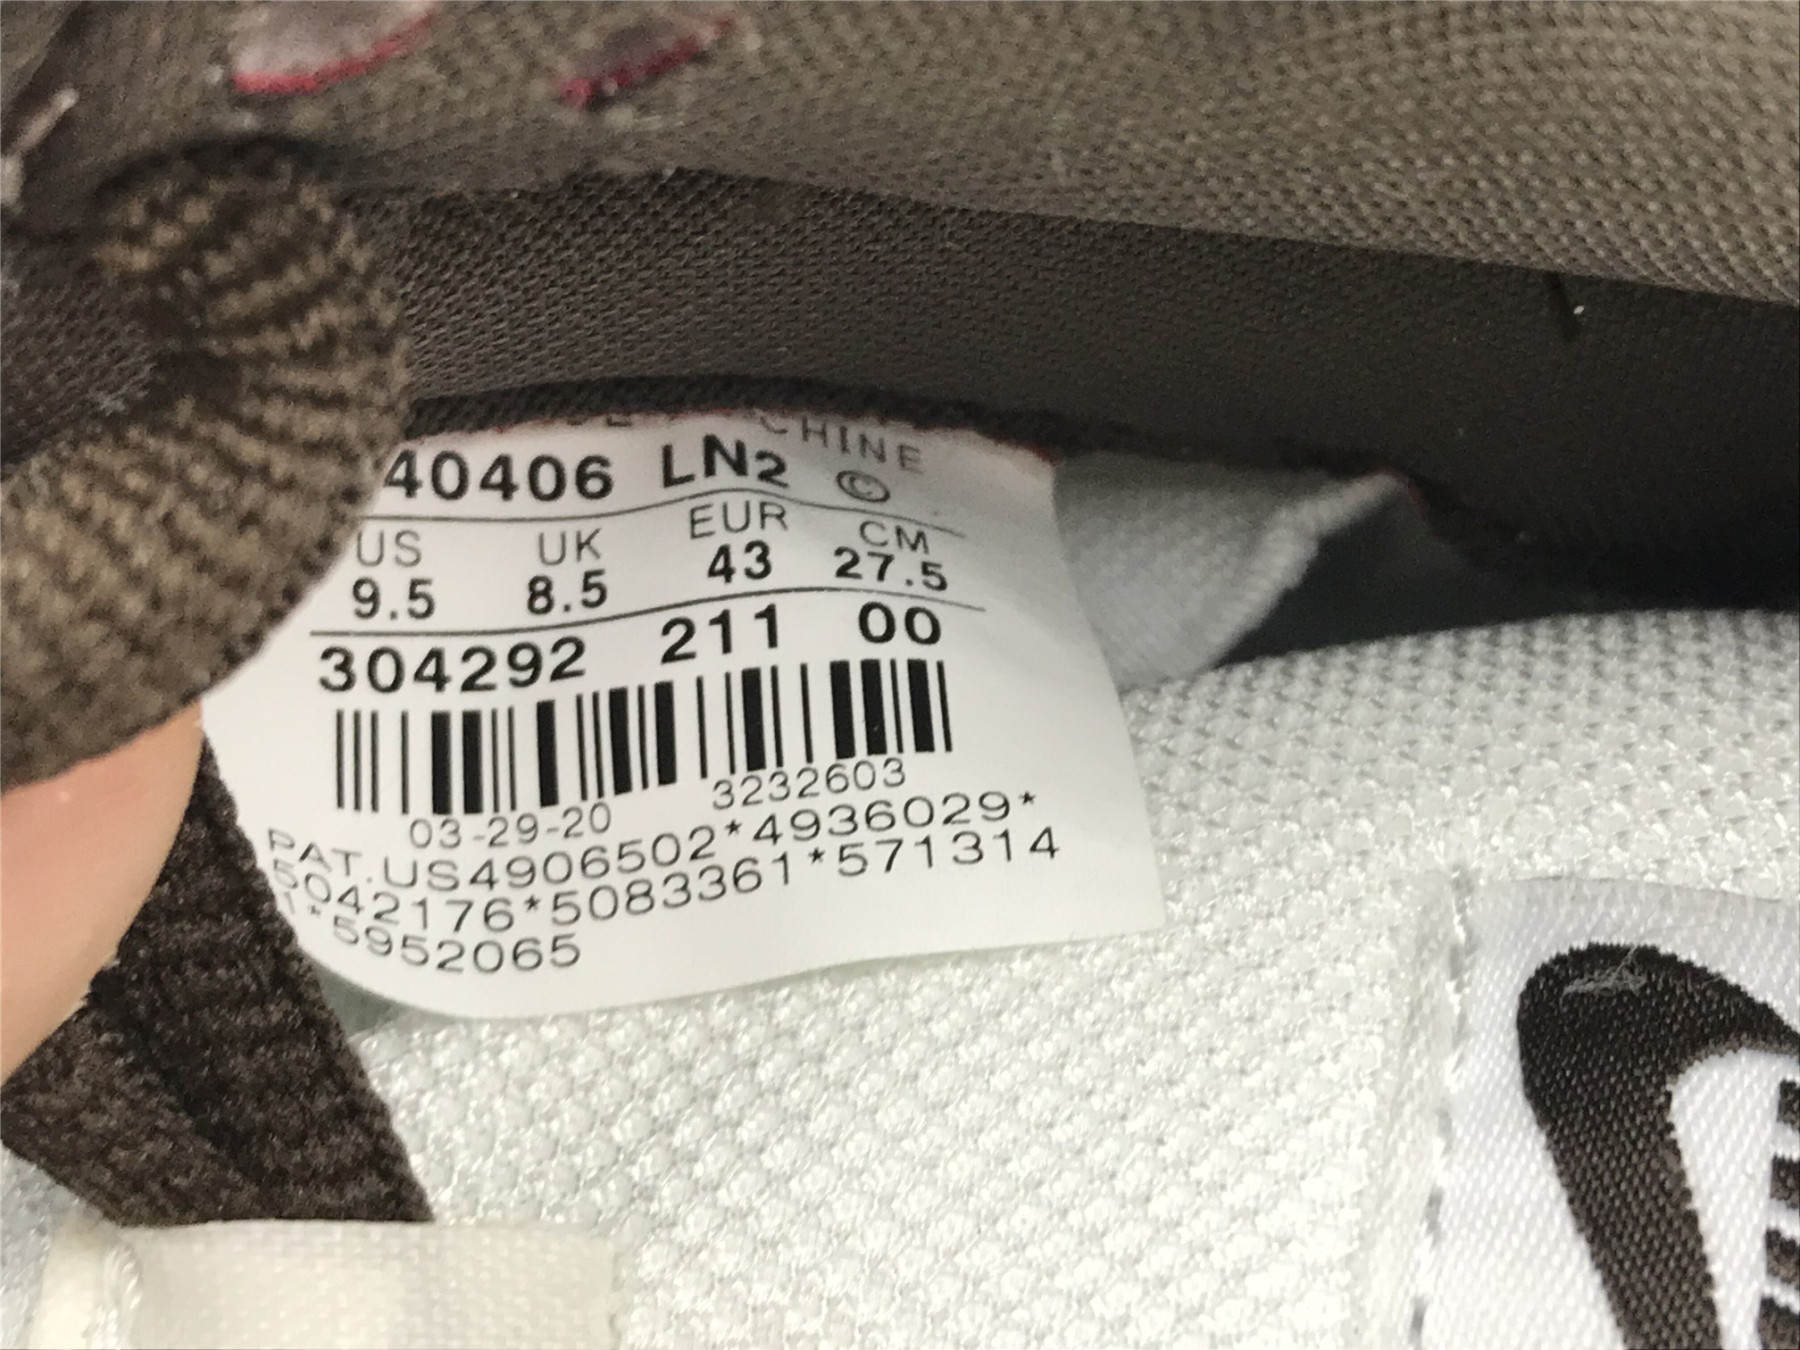 CHINE
40406 LN2 ©
US UK EUR CM
9.5 8.5 43 27.5
304292 211 00
03-29-20 3232603
PAT.US4906502*4936029*
5042176*5083361*571314
1*5952065